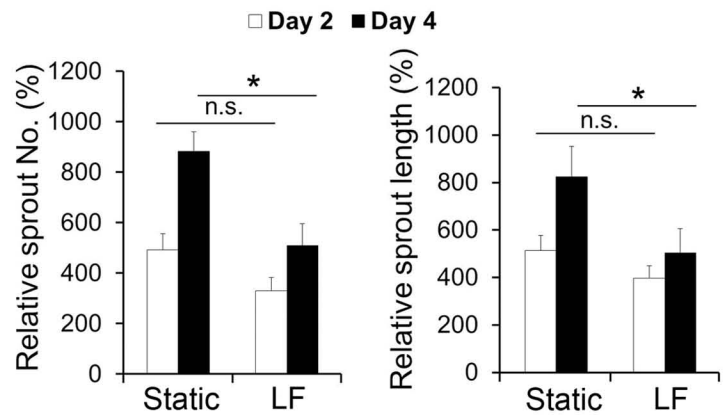 Day 2 Day 4
Relative sprout No. (%)
1200
1000
800
600
400
200
0
n.s.
*
Static LF
Relative sprout length (%)
1200
1000
800
600
400
200
0
n.s.
*
Static LF